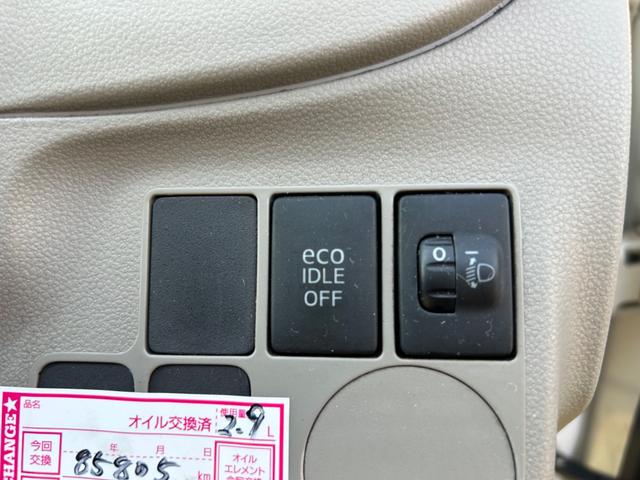 eco
IDLE
OFF
0
品名
オイル交換済 使用量 2.9 L
年 月 日
今回
交換
85805 km
オイル
エレメント
CHANGE★